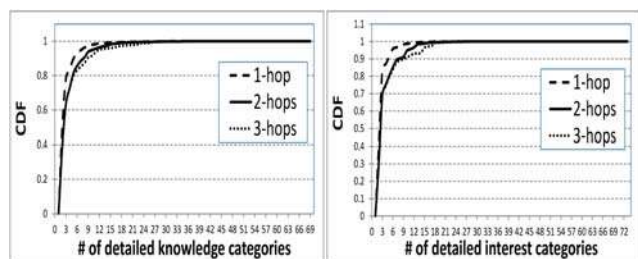 1
0.8
0.6
0.4
0.2
0
CDF
1-hop
2-hops
3-hops
0 3 6 9 12 15 18 21 24 27 30 33 36 39 42 45 48 51 54 57 60 63 66 69
# of detailed knowledge categories
1.1
1
0.9
0.8
0.7
0.6
0.5
0.4
0.3
0.2
0.1
0
CDF
1-hop
2-hops
3-hops
0 3 6 9 12 15 18 21 24 27 30 33 36 39 42 45 48 51 54 57 60 63 66 69 72
# of detailed interest categories